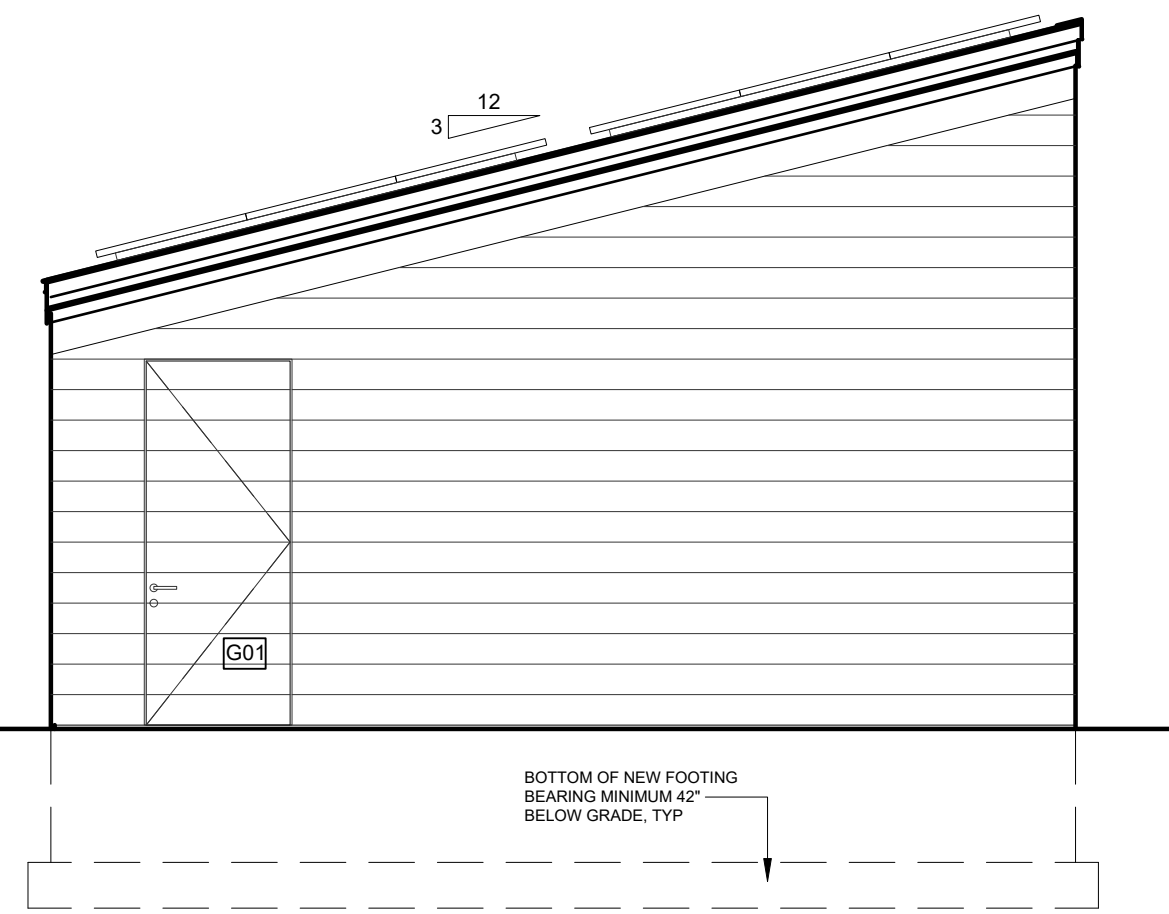 12
3
G01
BOTTOM OF NEW FOOTING
BEARING MINIMUM 42"
BELOW GRADE, TYP